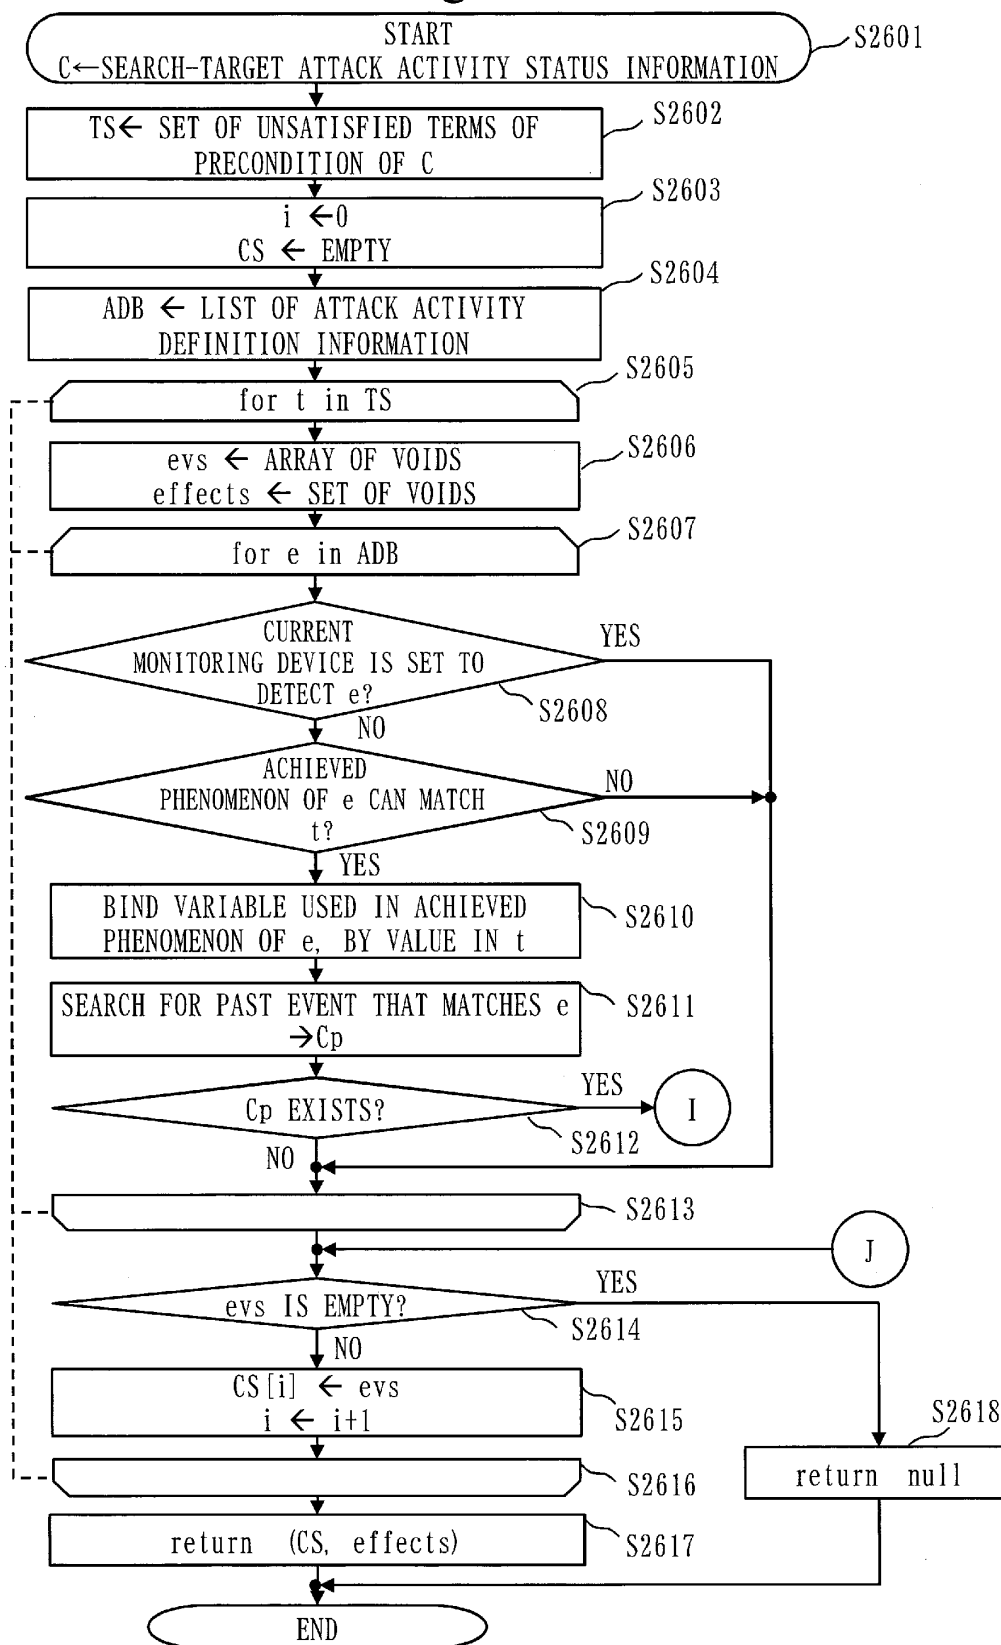 START
C←SEARCH-TARGET ATTACK ACTIVITY STATUS INFORMATION
S2601
TS← SET OF UNSATISFIED TERMS OF
PRECONDITION OF C
S2602
i ←0
CS ← EMPTY
S2603
ADB ← LIST OF ATTACK ACTIVITY
DEFINITION INFORMATION
S2604
for t in TS
S2605
evs ← ARRAY OF VOIDS
effects ← SET OF VOIDS
S2606
for e in ADB
S2607
CURRENT
MONITORING DEVICE IS SET TO
DETECT e?
YES
S2608
NO
ACHIEVED
PHENOMENON OF e CAN MATCH
t?
NO
S2609
YES
BIND VARIABLE USED IN ACHIEVED
PHENOMENON OF e, BY VALUE IN t
S2610
SEARCH FOR PAST EVENT THAT MATCHES e
→Cp
S2611
Cp EXISTS?
YES
I
S2612
NO
S2613
J
evs IS EMPTY?
YES
S2614
NO
CS[i] ← evs
i ← i+1
S2615
S2618
return null
S2616
return (CS, effects)
S2617
END